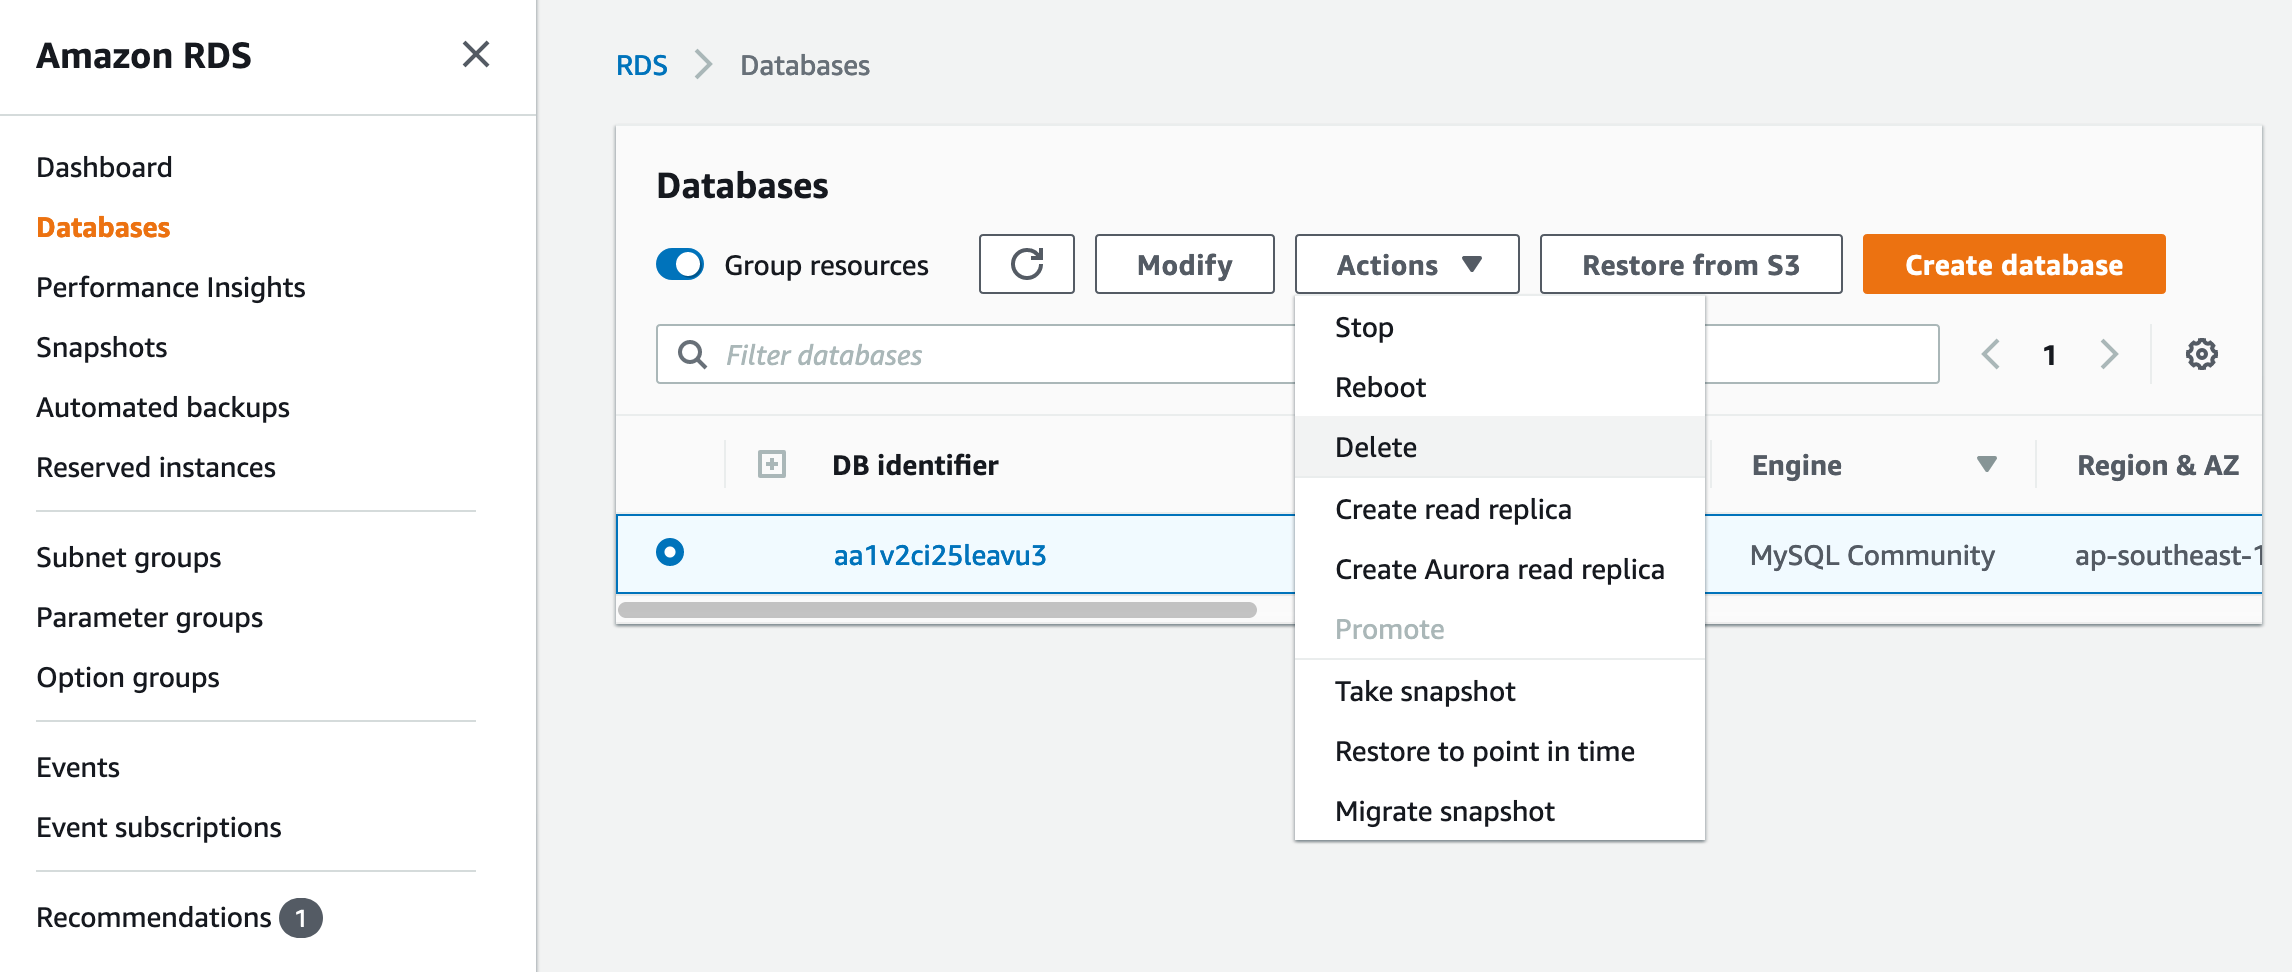 Amazon RDS
Dashboard
Databases
Performance Insights
Snapshots
Automated backups
Reserved instances
Subnet groups
Parameter groups
Option groups
Events
Event subscriptions
Recommendations 1
RDS Databases
Databases
Group resources Modify Actions Restore from S3 Create database
Filter databases 1
DB identifier Engine Region & AZ
aa1v2ci25leavu3 MySQL Community ap-southeast-1
Stop
Reboot
Delete
Create read replica
Create Aurora read replica
Promote
Take snapshot
Restore to point in time
Migrate snapshot